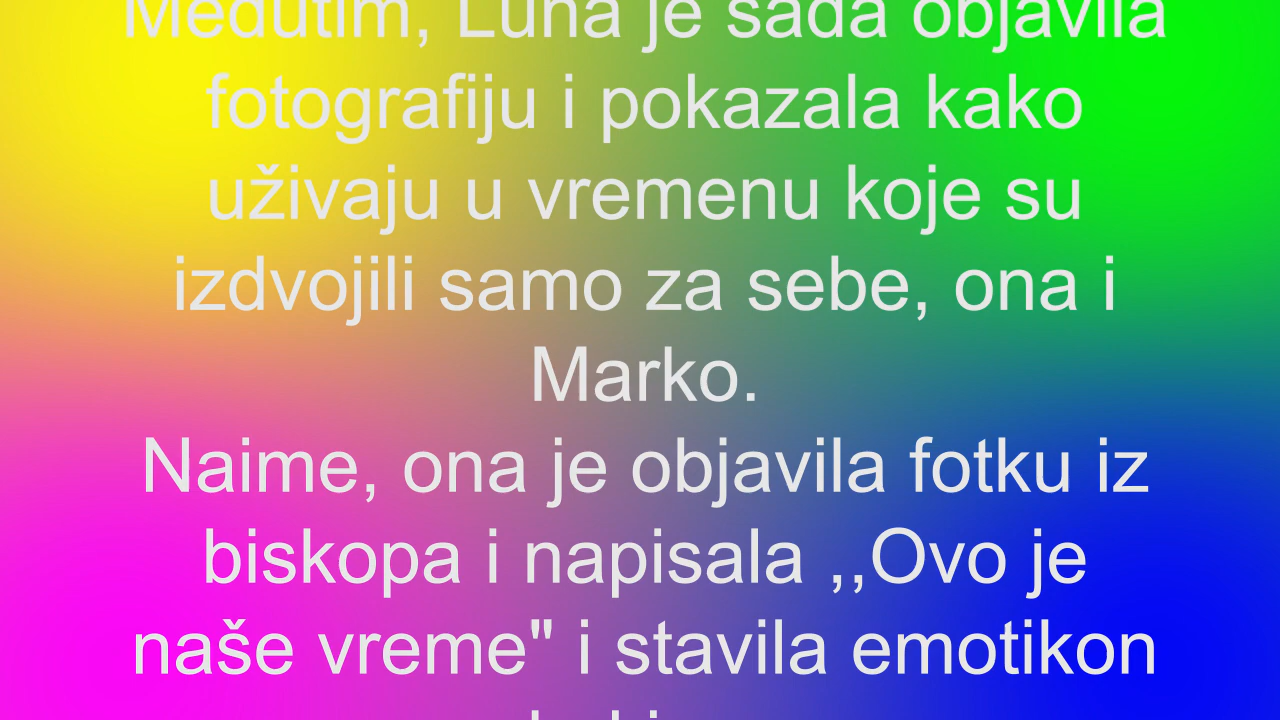 Međutim, Luna je sada objavila
fotografiju i pokazala kako
uživaju u vremenu koje su
izdvojili samo za sebe, ona i
Marko.
Naime, ona je objavila fotku iz
biskopa i napisala ,,Ovo je
naše vreme" i stavila emotikon